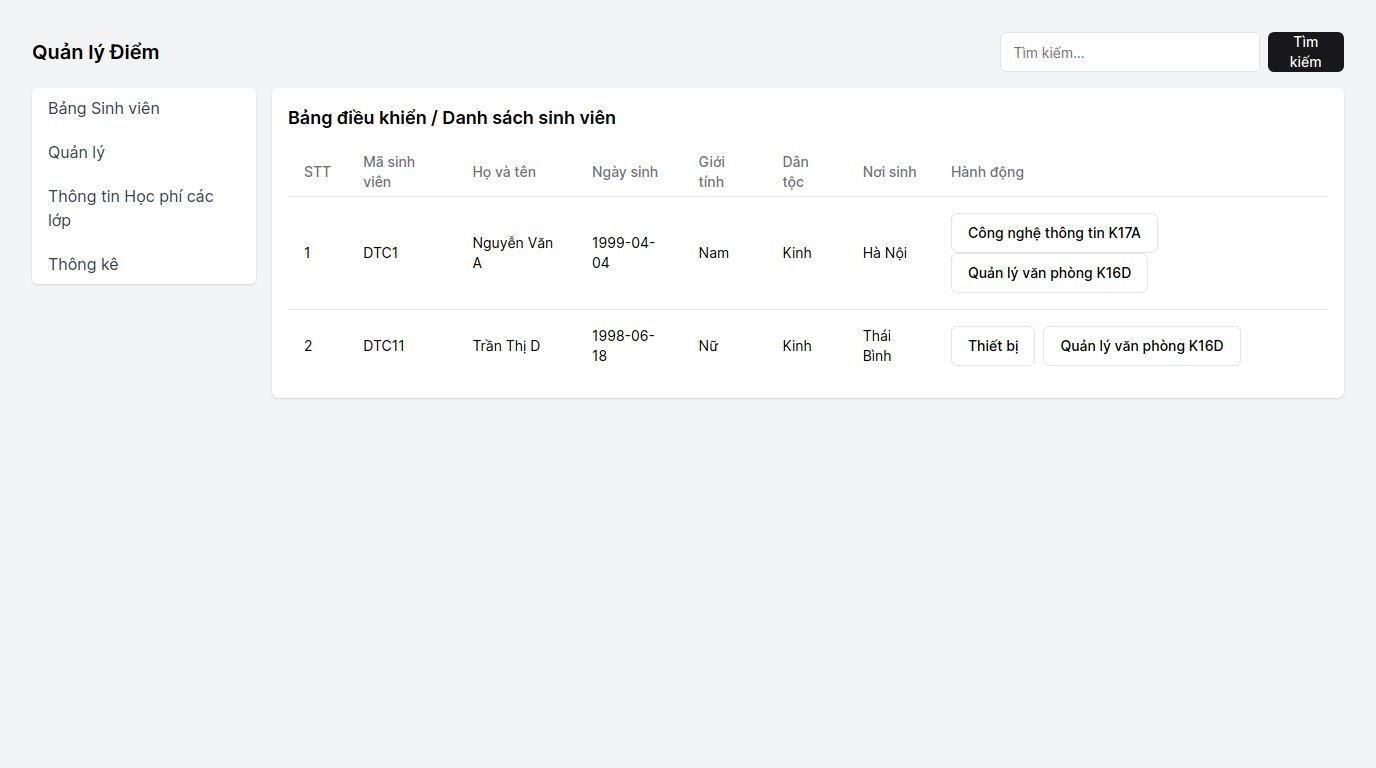 Quản lý Điểm
Tìm kiếm...
Tìm
kiếm
Bảng Sinh viên
Quản lý
Thông tin Học phí các
lớp
Thông kê
Bảng điều khiển / Danh sách sinh viên
STT Mã sinh viên Họ và tên Ngày sinh Giới tính Dân tộc Nơi sinh Hành động
1 DTC1 Nguyễn Văn A 1999-04-04 Nam Kinh Hà Nội Công nghệ thông tin K17A
Quản lý văn phòng K16D
2 DTC11 Trần Thị D 1998-06-18 Nữ Kinh Thái Bình Thiết bị Quản lý văn phòng K16D